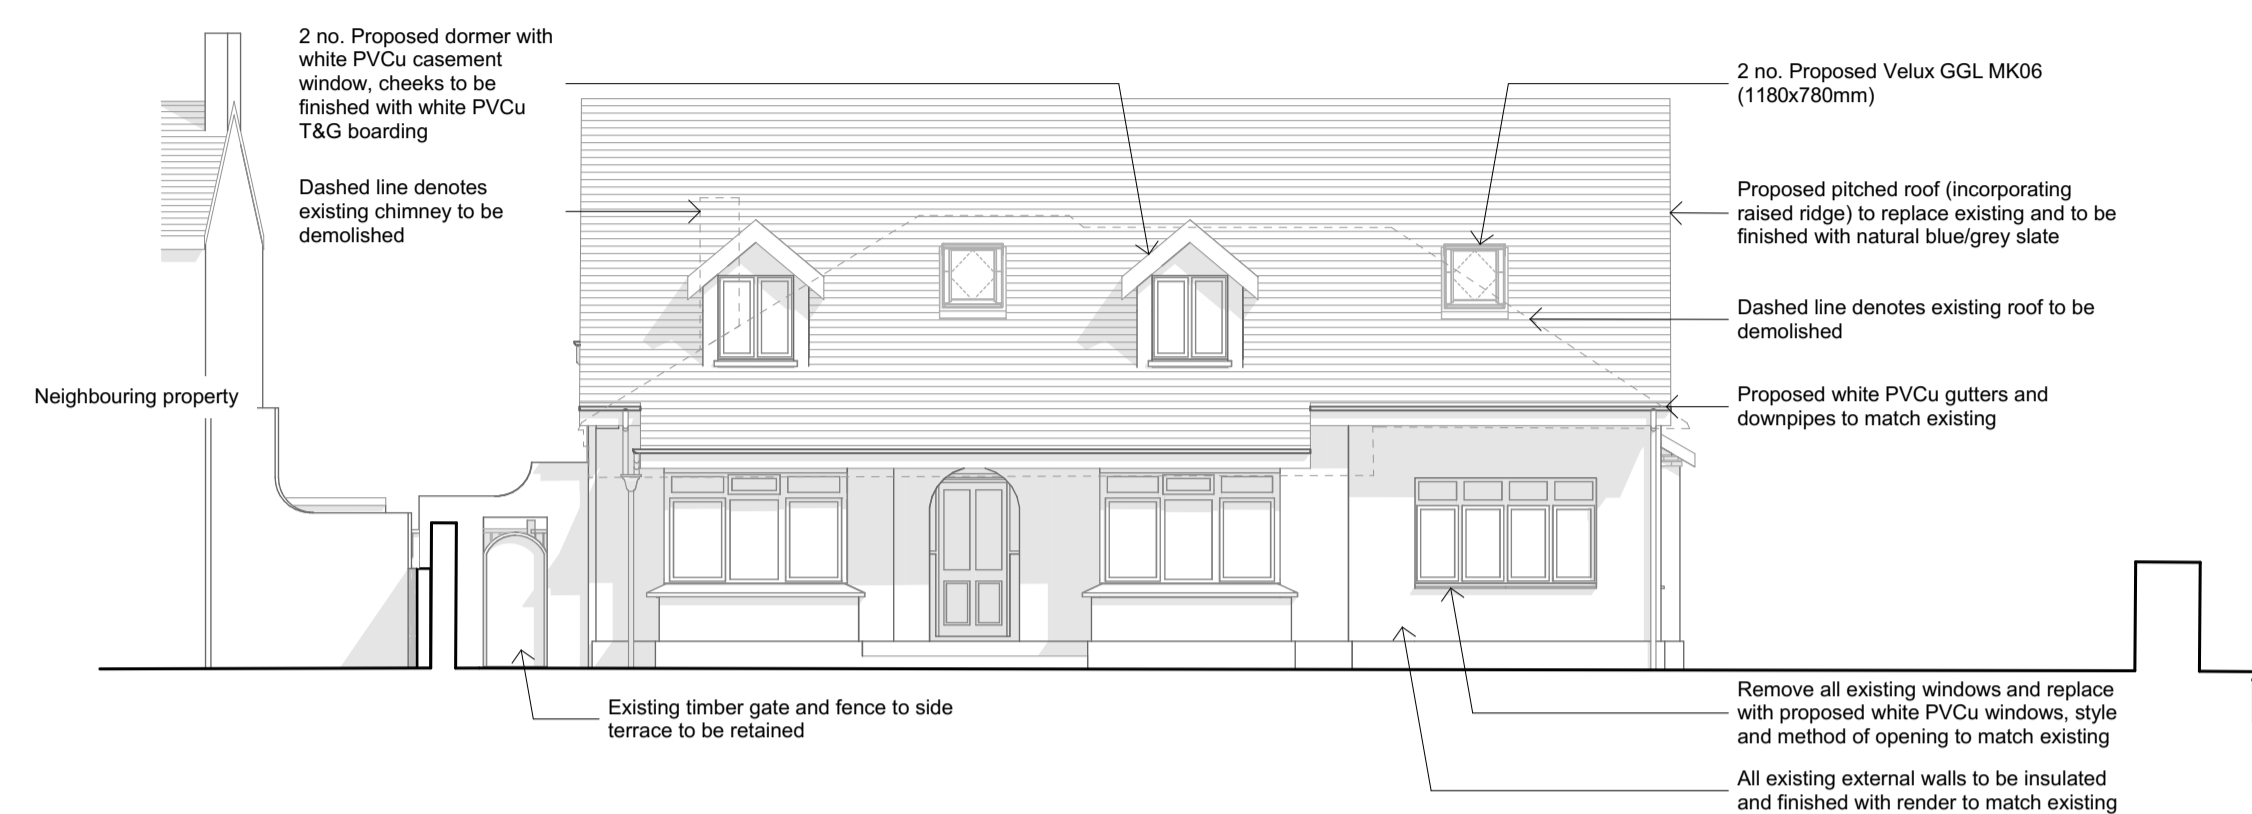 2 no. Proposed dormer with
white PVCu casement
window, cheeks to be
finished with white PVCu
T&G boarding
Dashed line denotes
existing chimney to be
demolished
Neighbouring property
Existing timber gate and fence to side
terrace to be retained
2 no. Proposed Velux GGL MK06
(1180x780mm)
Proposed pitched roof (incorporating
raised ridge) to replace existing and to be
finished with natural blue/grey slate
Dashed line denotes existing roof to be
demolished
Proposed white PVCu gutters and
downpipes to match existing
Remove all existing windows and replace
with proposed white PVCu windows, style
and method of opening to match existing
All existing external walls to be insulated
and finished with render to match existing